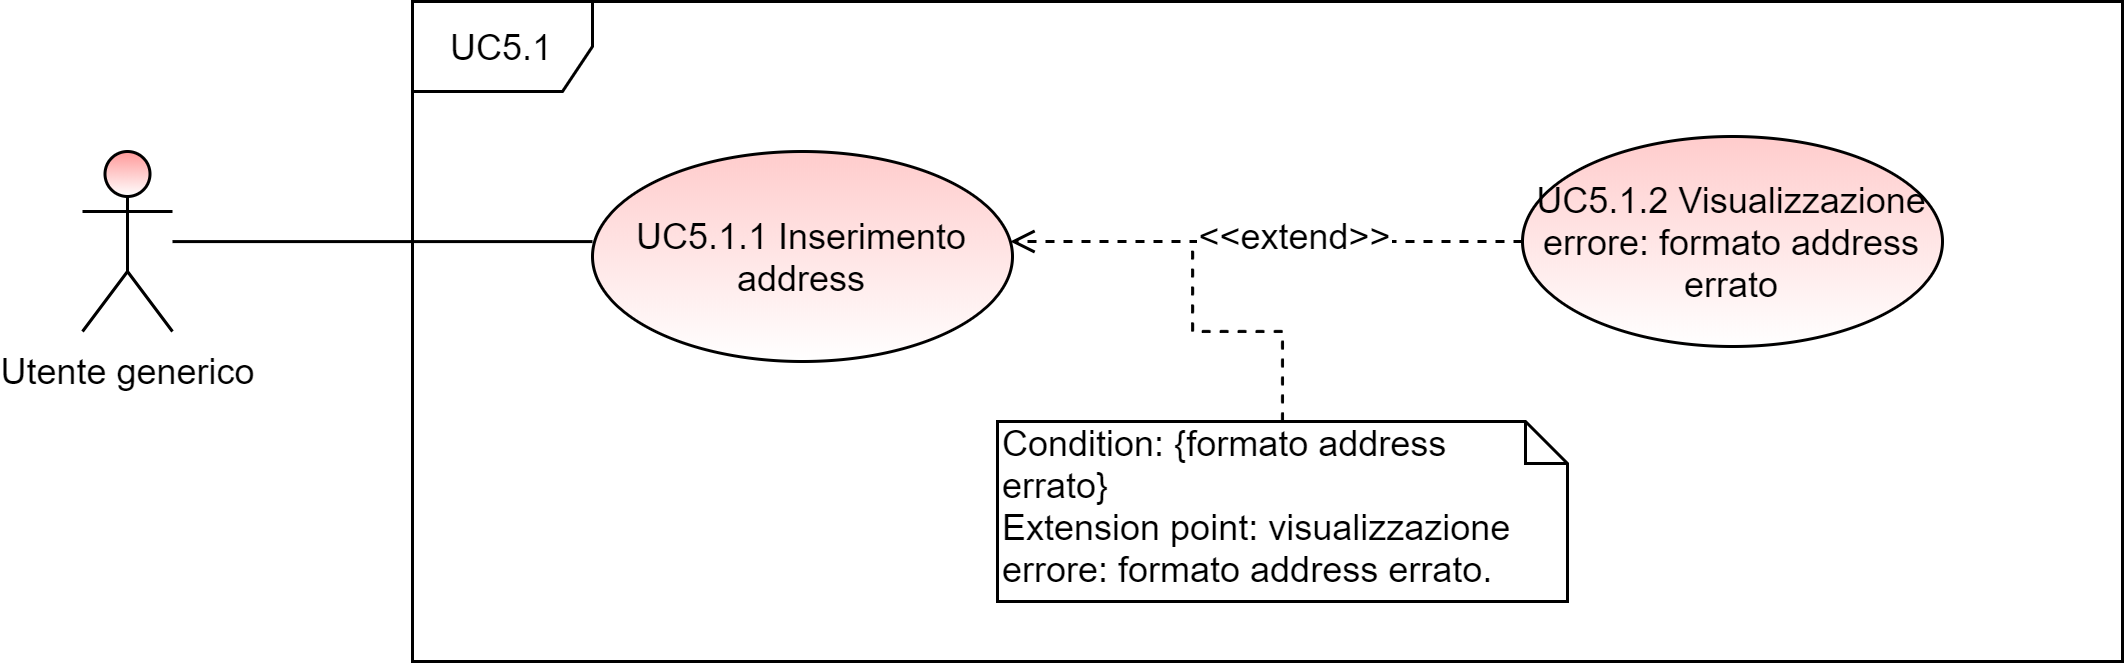 UC5.1
Utente generico
UC5.1.1 Inserimento
address
<<extend>>
UC5.1.2 Visualizzazione
errore: formato address
errato
Condition: {formato address
errato}
Extension point: visualizzazione
errore: formato address errato.